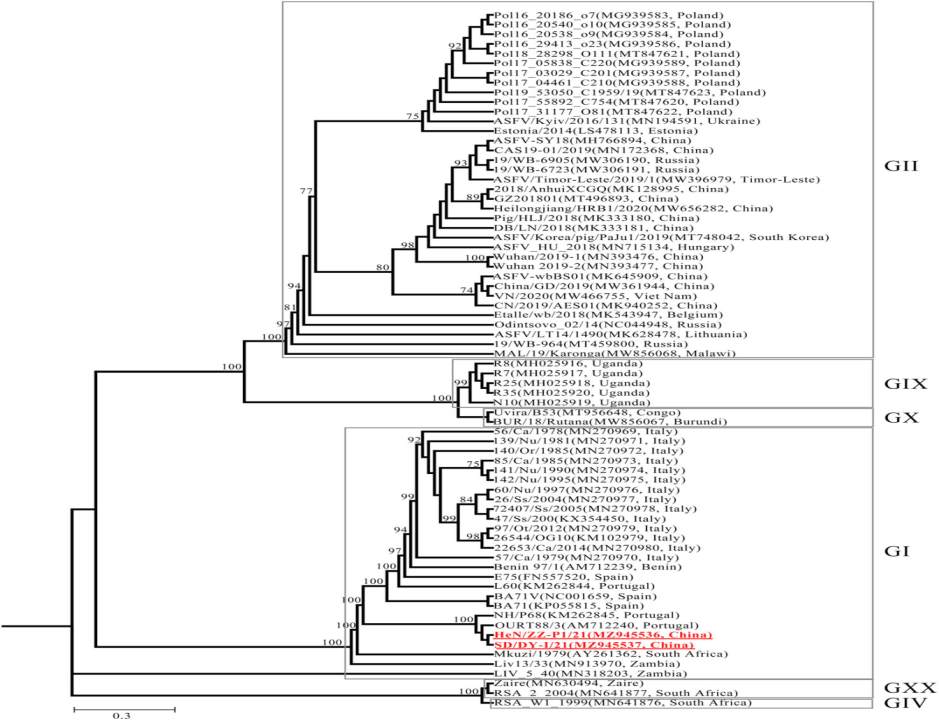 Pol16_20186_o7(MG939583, Poland)
Pol16_20540_o10(MG939585, Poland)
Pol16_20538_o9(MG939584, Poland)
Pol16_29413_o23(MG939586, Poland)
Pol18_28298_O111(MT847621, Poland)
Pol17_05838_C220(MG939589, Poland)
Pol17_03029_C201(MG939587, Poland)
Pol17_04461_C210(MG939588, Poland)
Pol19_53050_C1959/19(MT847623, Poland)
Pol17_55892_C754(MT847620, Poland)
Pol17_31177_O81(MT847622, Poland)
ASFV/Kyiv/2016/131(MN194591, Ukraine)
Estonia/2014(LS478113, Estonia)
ASFV-SY18(MH766894, China)
CAS19-01/2019(MN172368, China)
19/WB-6905(MW306190, Russia)
19/WB-6723(MW306191, Russia)
ASFV/Timor-Leste/2019/1(MW396979, Timor-Leste)
2018/AnhuiXCGQ(MK128995, China)
GZ201801(MT496893, China)
Heilongjiang/HRB1/2020(MW656282, China)
Pig/HLJ/2018(MK333180, China)
DB/LN/2018(MK333181, China)
ASFV/Korea/pig/PaJu1/2019(MT748042, South Korea)
ASFV_HU_2018(MN715134, Hungary)
Wuhan/2019-1(MN393476, China)
Wuhan 2019-2(MN393477, China)
ASFV-wbBS01(MK645909, China)
China/GD/2019(MW361944, China)
VN/2020(MW466755, Viet Nam)
CN/2019/AES01(MK940252, China)
Etalle/wb/2018(MK543947, Belgium)
Odintsovo_02/14(NC044948, Russia)
ASFV/LT14/1490(MK628478, Lithuania)
19/WB-964(MT459800, Russia)
MAL/19/Karonga(MW856068, Malawi)
R8(MH025916, Uganda)
R7(MH025917, Uganda)
R25(MH025918, Uganda)
R35(MH025920, Uganda)
N10(MH025919, Uganda)
Uvira/B53(MT956648, Congo)
BUR/18/Rutana(MW856067, Burundi)
56/Ca/1978(MN270969, Italy)
139/Nu/1981(MN270971, Italy)
140/Or/1985(MN270972, Italy)
85/Ca/1985(MN270973, Italy)
141/Nu/1990(MN270974, Italy)
142/Nu/1995(MN270975, Italy)
60/Nu/1997(MN270976, Italy)
26/Ss/2004(MN270977, Italy)
72407/Ss/2005(MN270978, Italy)
47/Ss/200(KX354450, Italy)
97/Ot/2012(MN270979, Italy)
26544/OG10(KM102979, Italy)
22653/Ca/2014(MN270980, Italy)
57/Ca/1979(MN270970, Italy)
Benin 97/1(AM712239, Benin)
E75(FN557520, Spain)
L60(KM262844, Portugal)
BA71V(NC001659, Spain)
BA71(KP055815, Spain)
NH/P68(KM262845, Portugal)
OURT88/3(AM712240, Portugal)
HeN/ZZ-P1/21(MZ945536, China)
SD/DY-I/21(MZ945537, China)
Mkuzi/1979(AY261362, South Africa)
Liv13/33(MN913970, Zambia)
LIV_5_40(MN318203, Zambia)
Zaire(MN630494, Zaire)
RSA_2_2004(MN641877, South Africa)
RSA_W1_1999(MN641876, South Africa)
GII
GIX
GX
GI
GXX
GIV
92
75
93
89
77
98
100
80
74
94
81
97
100
100
99
100
92
75
99
84
99
98
94
97
100
100
100
100
100
100
0.3